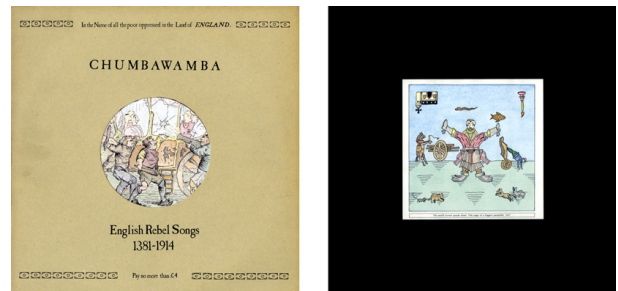 In the Name of all the poor oppressed in the Land of ENGLAND.
CHUMBAWAMBA
English Rebel Songs
1381-1914
Pay no more than £4